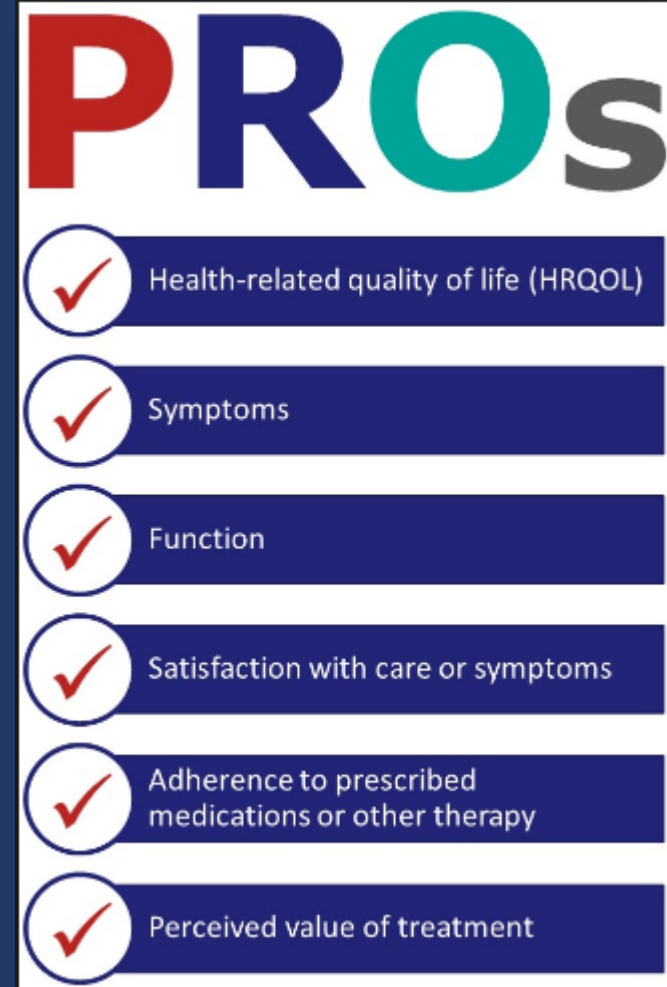 PROs
Health-related quality of life (HRQOL)
Symptoms
Function
Satisfaction with care or symptoms
Adherence to prescribed
medications or other therapy
Perceived value of treatment